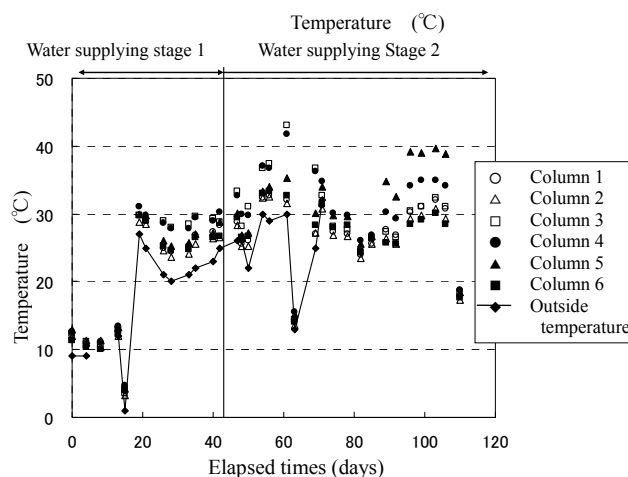 Temperature (℃)
Water supplying stage 1
Water supplying Stage 2
50
40
30
20
10
0
Temperature (℃)
0
20
40
60
80
100
120
Elapsed times (days)
Column 1
Column 2
Column 3
Column 4
Column 5
Column 6
Outside
temperature